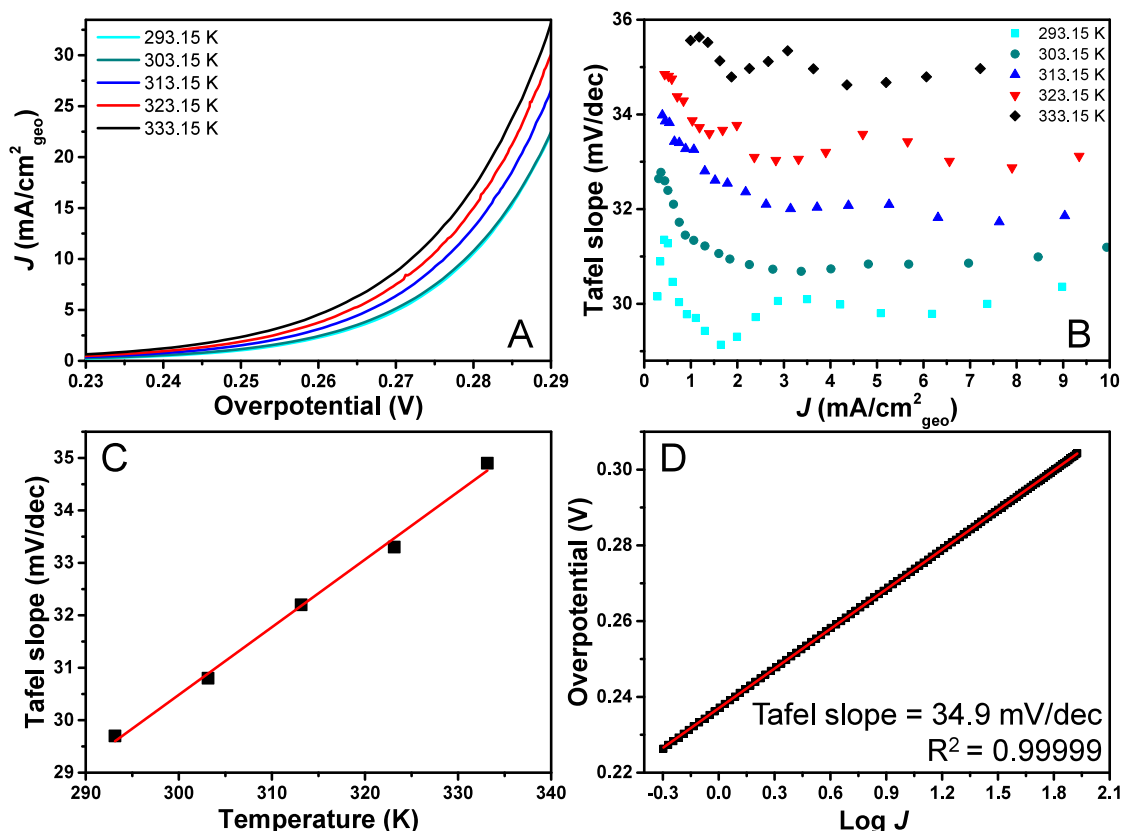 J (mA/cm²geo)
35
30
25
20
15
10
5
0
293.15 K
303.15 K
313.15 K
323.15 K
333.15 K
A
0.23 0.24 0.25 0.26 0.27 0.28 0.29
Overpotential (V)
Tafel slope (mV/dec)
36
34
32
30
293.15 K
303.15 K
313.15 K
323.15 K
333.15 K
B
0 1 2 3 4 5 6 7 8 9 10
J (mA/cm²geo)
C
Tafel slope (mV/dec)
35
33
32
31
29
290 300 310 320 330 340
Temperature (K)
D
Overpotential (V)
0.30
0.28
0.26
0.24
0.22
Tafel slope = 34.9 mV/dec
R² = 0.99999
-0.3 0.0 0.3 0.6 0.9 1.2 1.5 1.8 2.1
Log J